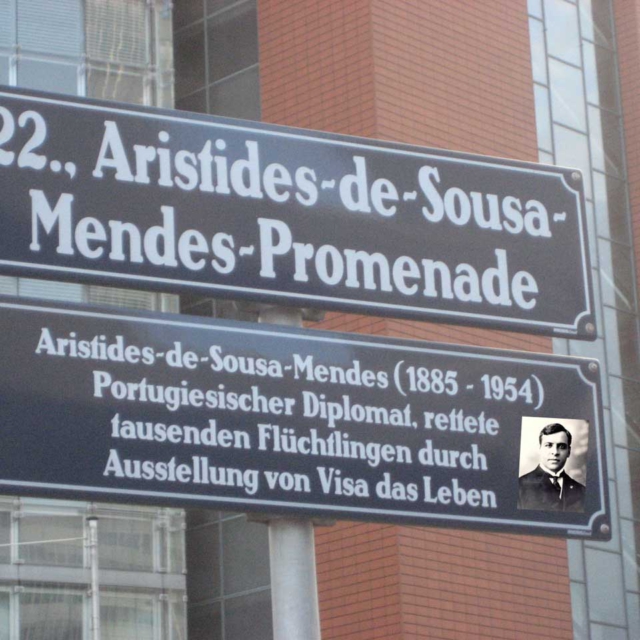 22., Aristides-de-Sousa-
Mendes-Promenade
Aristides-de-Sousa-Mendes (1885 - 1954)
Portugiesischer Diplomat, rettete
tausenden Flüchtlingen durch
Ausstellung von Visa das Leben